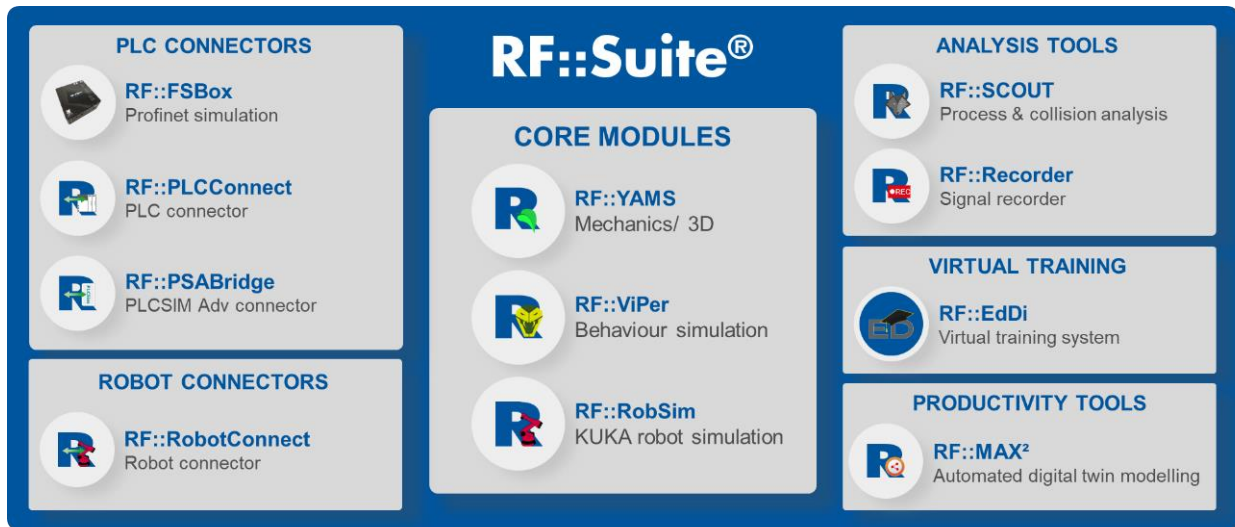 RF::Suite®
PLC CONNECTORS
RF::FSBox
Profinet simulation
RF::PLCConnect
PLC connector
RF::PSABridge
PLCSIM Adv connector
ROBOT CONNECTORS
RF::RobotConnect
Robot connector
CORE MODULES
RF::YAMS
Mechanics/ 3D
RF::ViPer
Behaviour simulation
RF::RobSim
KUKA robot simulation
ANALYSIS TOOLS
RF::SCOUT
Process & collision analysis
REC
RF::Recorder
Signal recorder
VIRTUAL TRAINING
ED
RF::EdDi
Virtual training system
PRODUCTIVITY TOOLS
RF::MAX²
Automated digital twin modelling